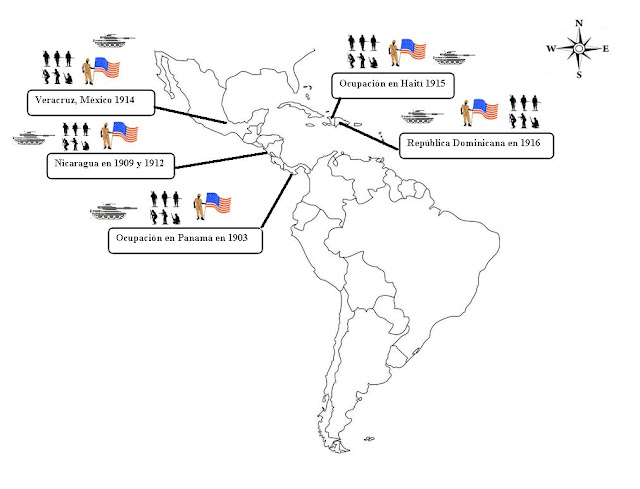 N
W
E
S
Ocupación en Haití 1915
Veracruz, México 1914
República Dominicana en 1916
Nicaragua en 1909 y 1912
Ocupación en Panamá en 1903